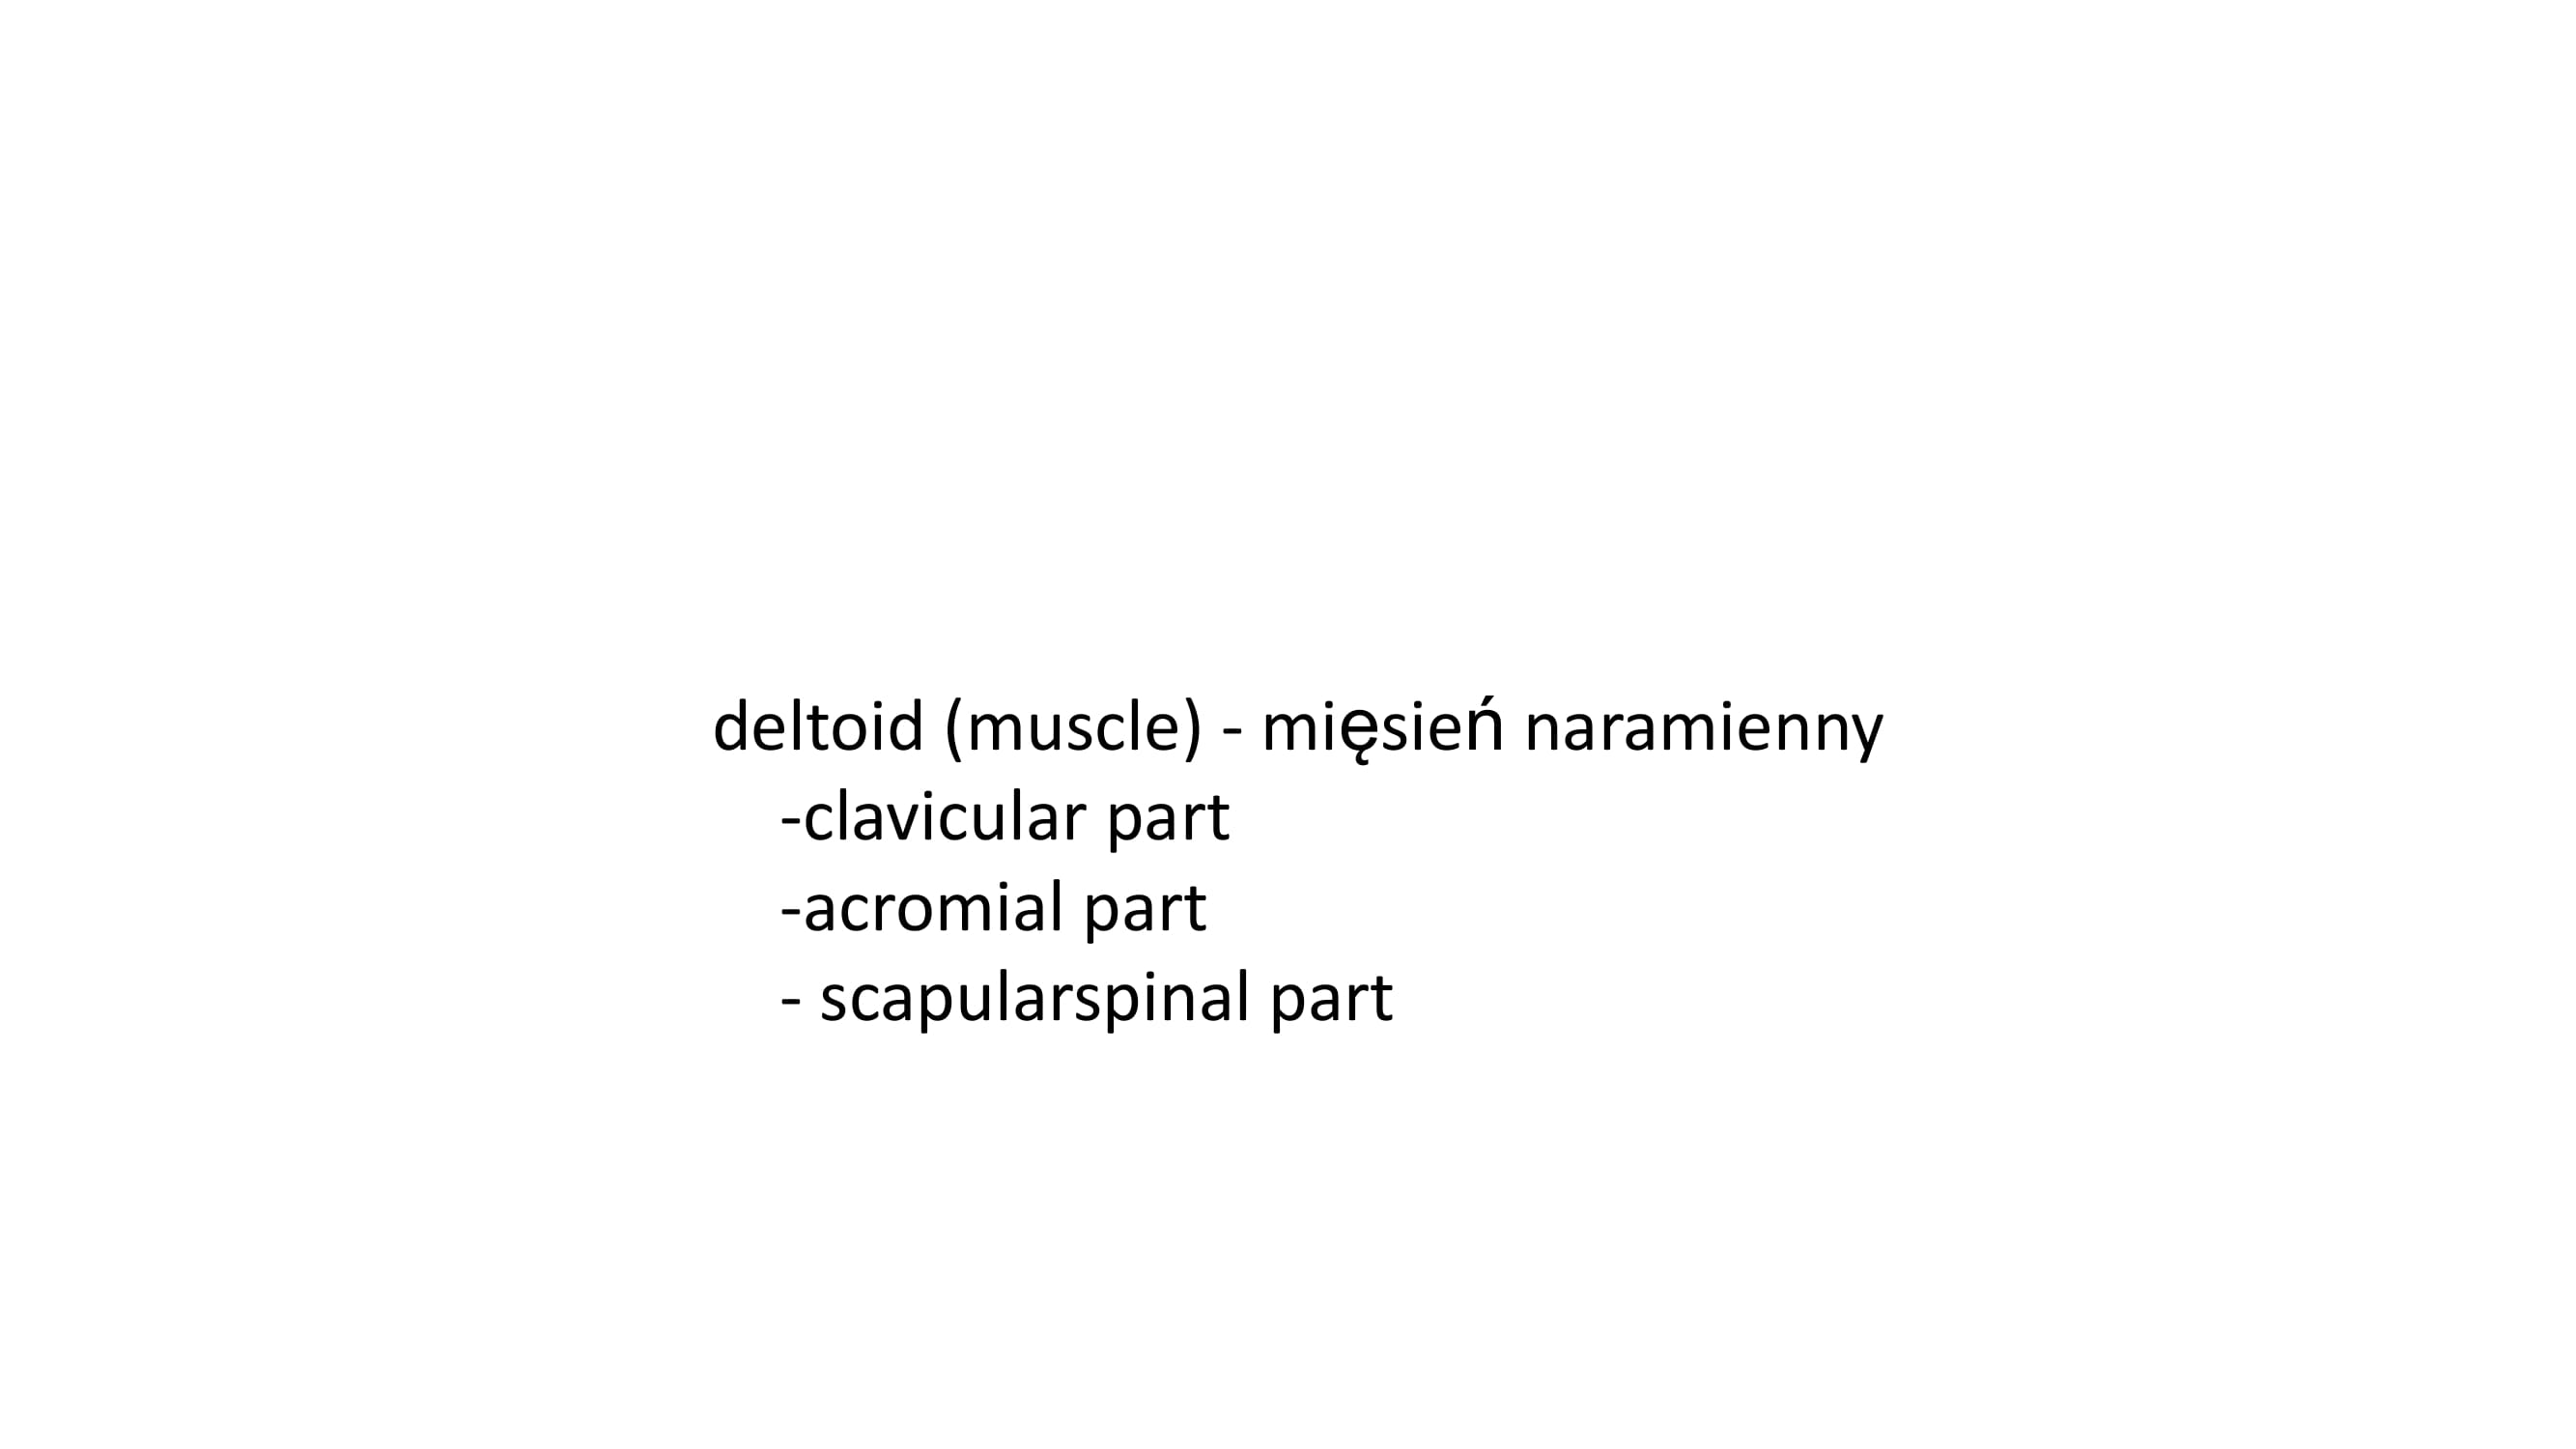 deltoid (muscle) - mięsień naramienny
-clavicular part
-acromial part
- scapularspinal part